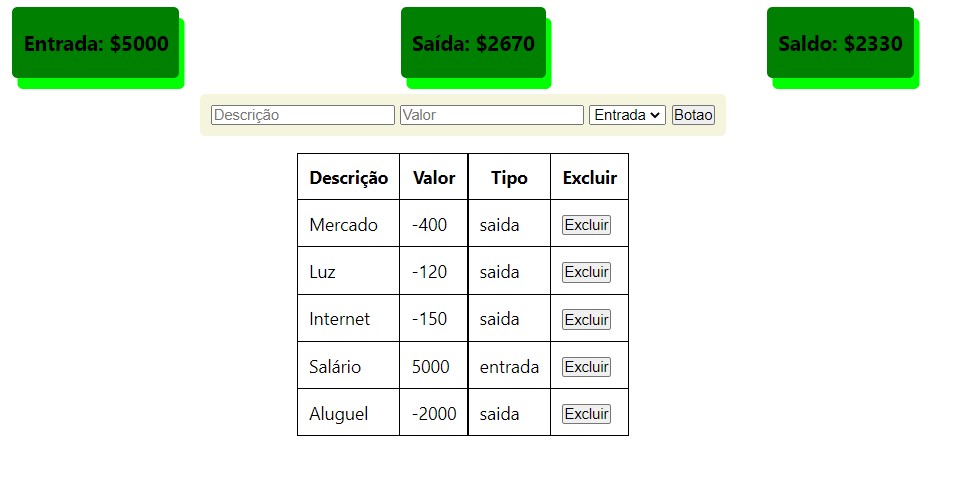 Entrada: $5000 Saída: $2670 Saldo: $2330
Descrição Valor Entrada Botao
Descrição Valor Tipo Excluir
Mercado -400 saida Excluir
Luz -120 saida Excluir
Internet -150 saida Excluir
Salário 5000 entrada Excluir
Aluguel -2000 saida Excluir